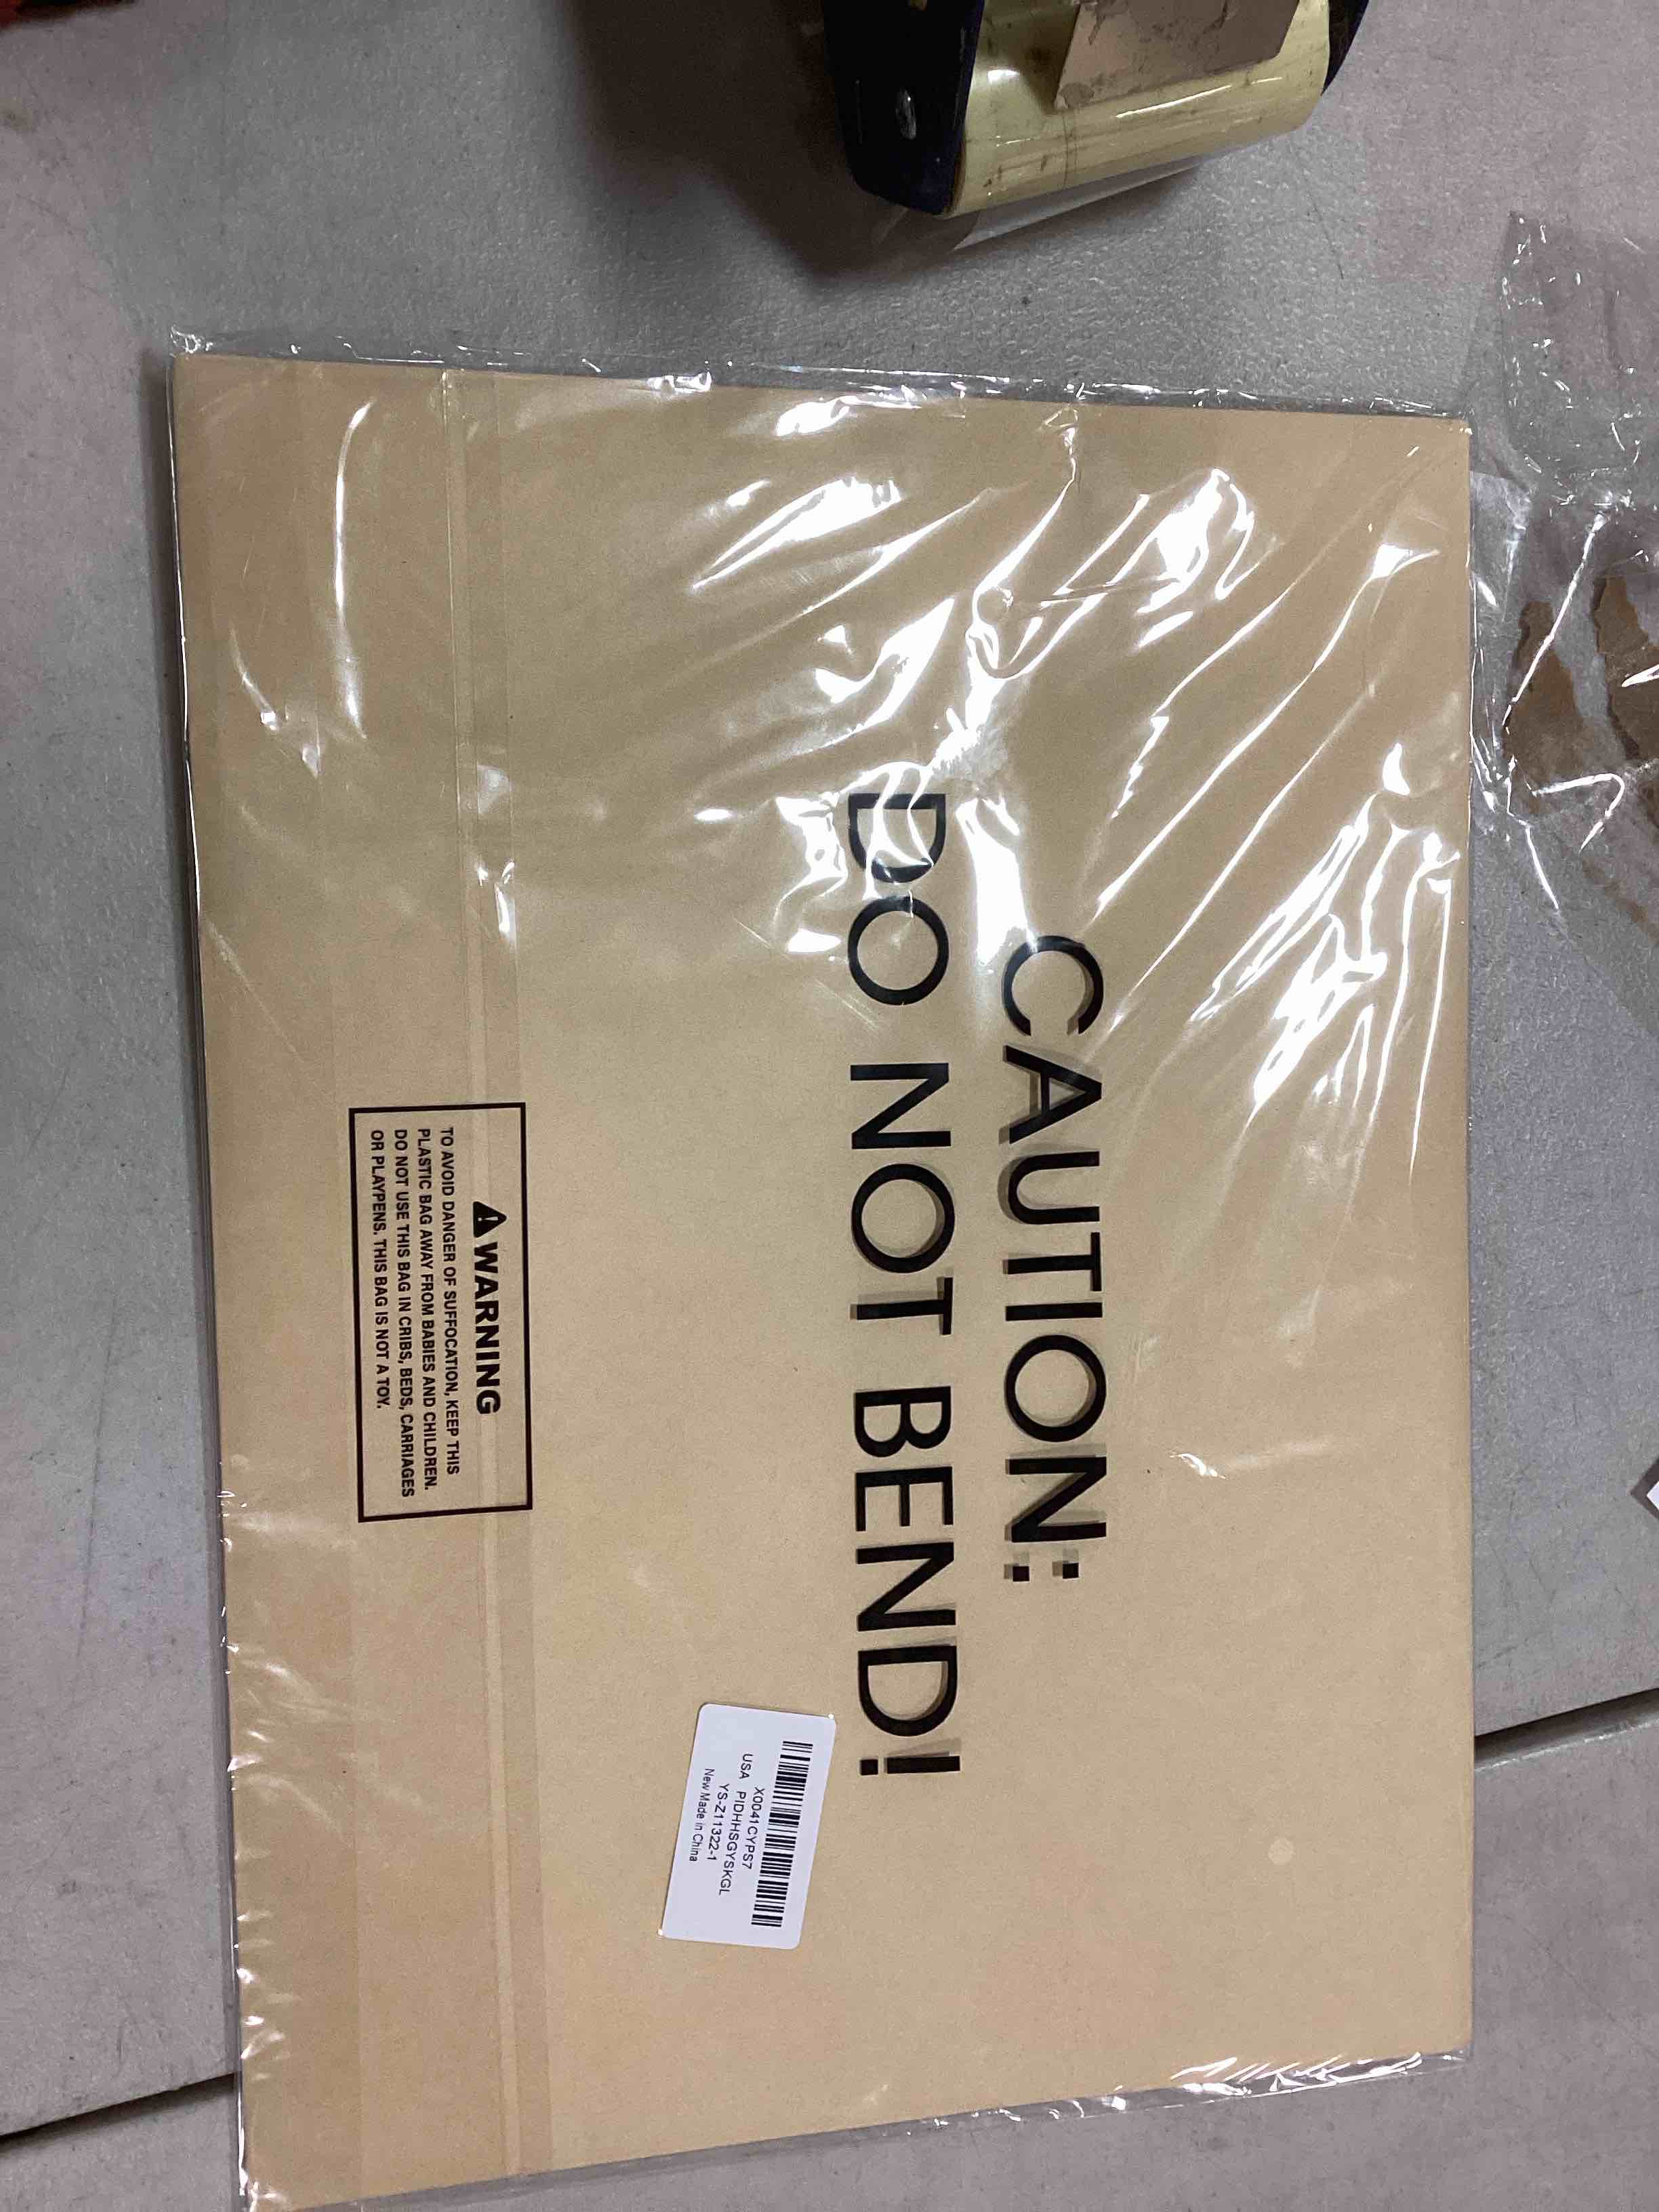 CAUTION:
DO NOT BEND!
X0041CYPS7
USA PIDHHSGYSKGL
YS-Z11322-1
New Made in China
WARNING
TO AVOID DANGER OF SUFFOCATION, KEEP THIS
PLASTIC BAG AWAY FROM BABIES AND CHILDREN.
DO NOT USE THIS BAG IN CRIBS, BEDS, CARRIAGES
OR PLAYPENS. THIS BAG IS NOT A TOY.